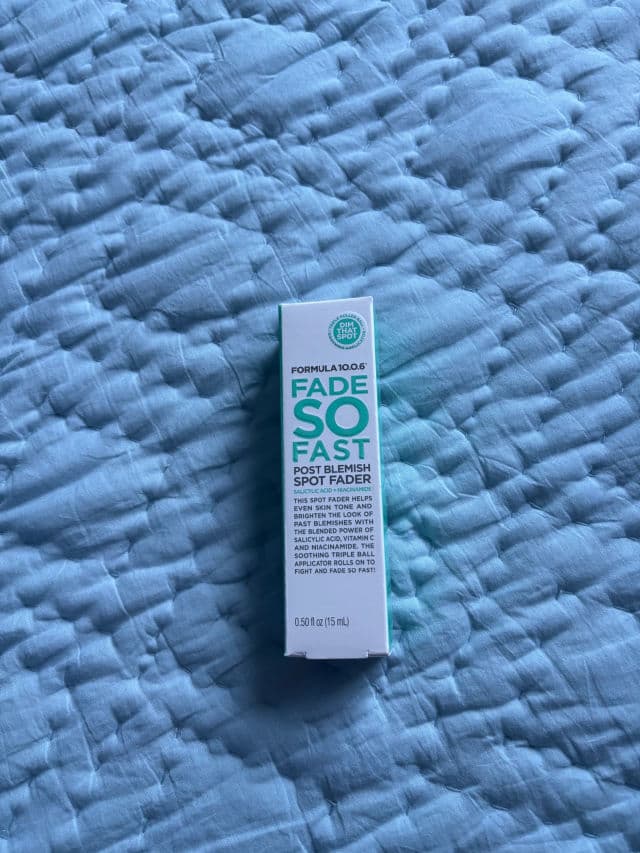 DIM
THAT
SPOT
FORMULA 10.0.6
FADE
SO
FAST
POST BLEMISH
SPOT FADER
SALICYLIC ACID + NIACINAMIDE
THIS SPOT FADER HELPS
EVEN SKIN TONE AND
BRIGHTEN THE LOOK OF
PAST BLEMISHES WITH
THE BLENDED POWER OF
SALICYLIC ACID, VITAMIN C
AND NIACINAMIDE. THE
SOOTHING TRIPLE BALL
APPLICATOR ROLLS ON TO
FIGHT AND FADE SO FAST!
0.50 fl oz (15 mL)